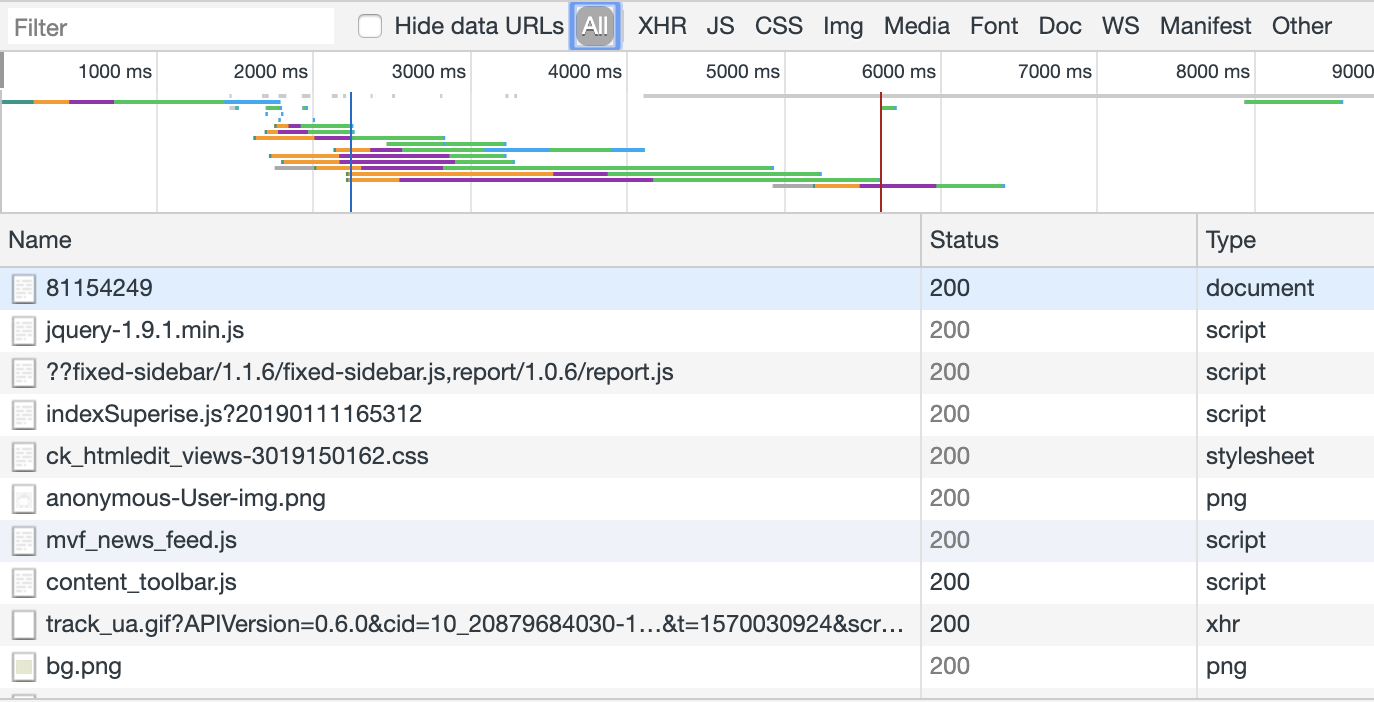 Filter Hide data URLs All XHR JS CSS Img Media Font Doc WS Manifest Other
1000 ms 2000 ms 3000 ms 4000 ms 5000 ms 6000 ms 7000 ms 8000 ms 9000
Name Status Type
81154249 200 document
jquery-1.9.1.min.js 200 script
??fixed-sidebar/1.1.6/fixed-sidebar.js,report/1.0.6/report.js 200 script
indexSuperise.js?20190111165312 200 script
ck_htmledit_views-3019150162.css 200 stylesheet
anonymous-User-img.png 200 png
mvf_news_feed.js 200 script
content_toolbar.js 200 script
track_ua.gif?APIVersion=0.6.0&cid=10_20879684030-1...&t=1570030924&scr... 200 xhr
bg.png 200 png